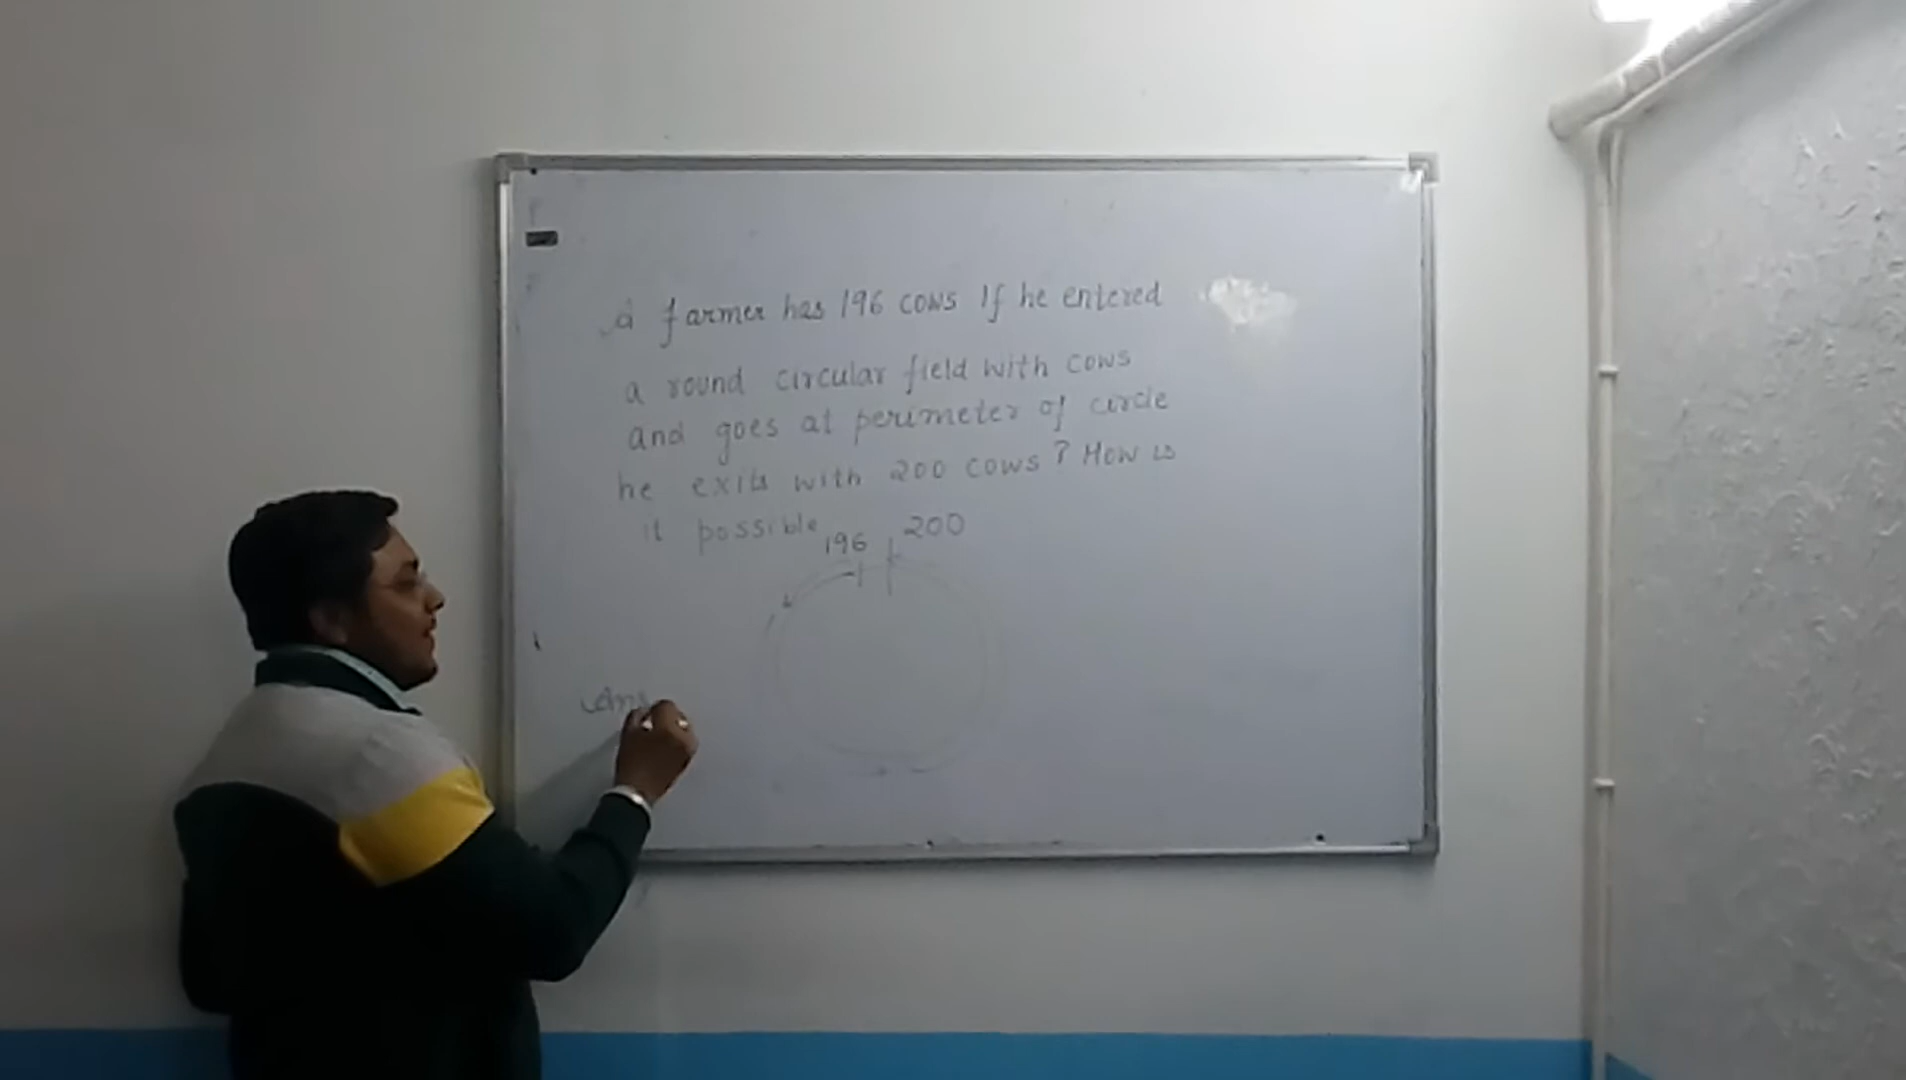 A farmer has 196 cows If he entered
a round circular field with cows
and goes at perimeter of circle
he exits with 200 cows ? How is
it possible
196 200
Ans